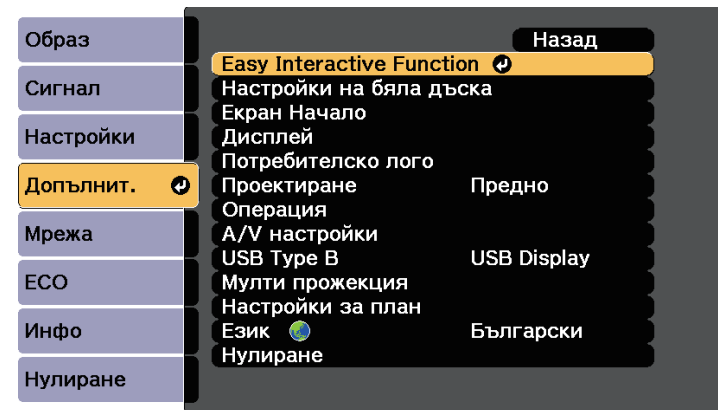 Образ
Сигнал
Настройки
Допълнит.
Мрежа
ECO
Инфо
Нулиране
Назад
Easy Interactive Function
Настройки на бяла дъска
Екран Начало
Дисплей
Потребителско лого
Проектиране Предно
Операция
A/V настройки
USB Type B USB Display
Мулти прожекция
Настройки за план
Език Български
Нулиране